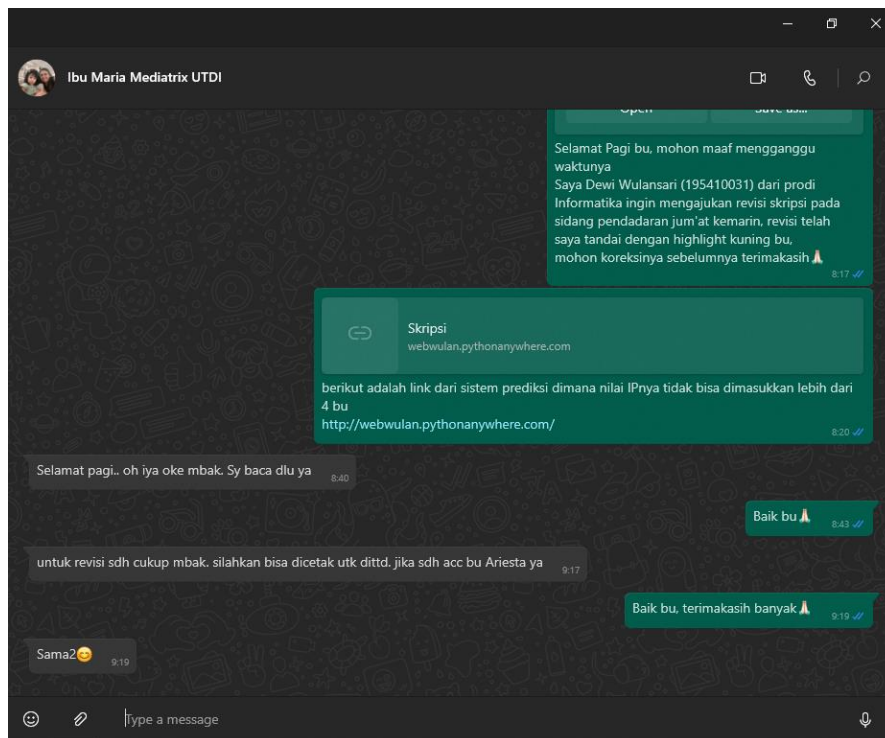 Ibu Maria Mediatrix UTDI
Open Save as...
Selamat Pagi bu, mohon maaf mengganggu
waktunya
Saya Dewi Wulansari (195410031) dari prodi
Informatika ingin mengajukan revisi skripsi pada
sidang pendadaran jum'at kemarin, revisi telah
saya tandai dengan highlight kuning bu,
mohon koreksinya sebelumnya terimakasih🙏🏻
8:17
Skripsi
webwulan.pythonanywhere.com
berikut adalah link dari sistem prediksi dimana nilai IPnya tidak bisa dimasukkan lebih dari
4 bu
http://webwulan.pythonanywhere.com/
8:20
Selamat pagi.. oh iya oke mbak. Sy baca dlu ya 8:40
Baik bu🙏🏻 8:43
untuk revisi sdh cukup mbak. silahkan bisa dicetak utk dittd. jika sdh acc bu Ariesta ya 9:17
Baik bu, terimakasih banyak🙏🏻 9:19
Sama2😊 9:19
Type a message